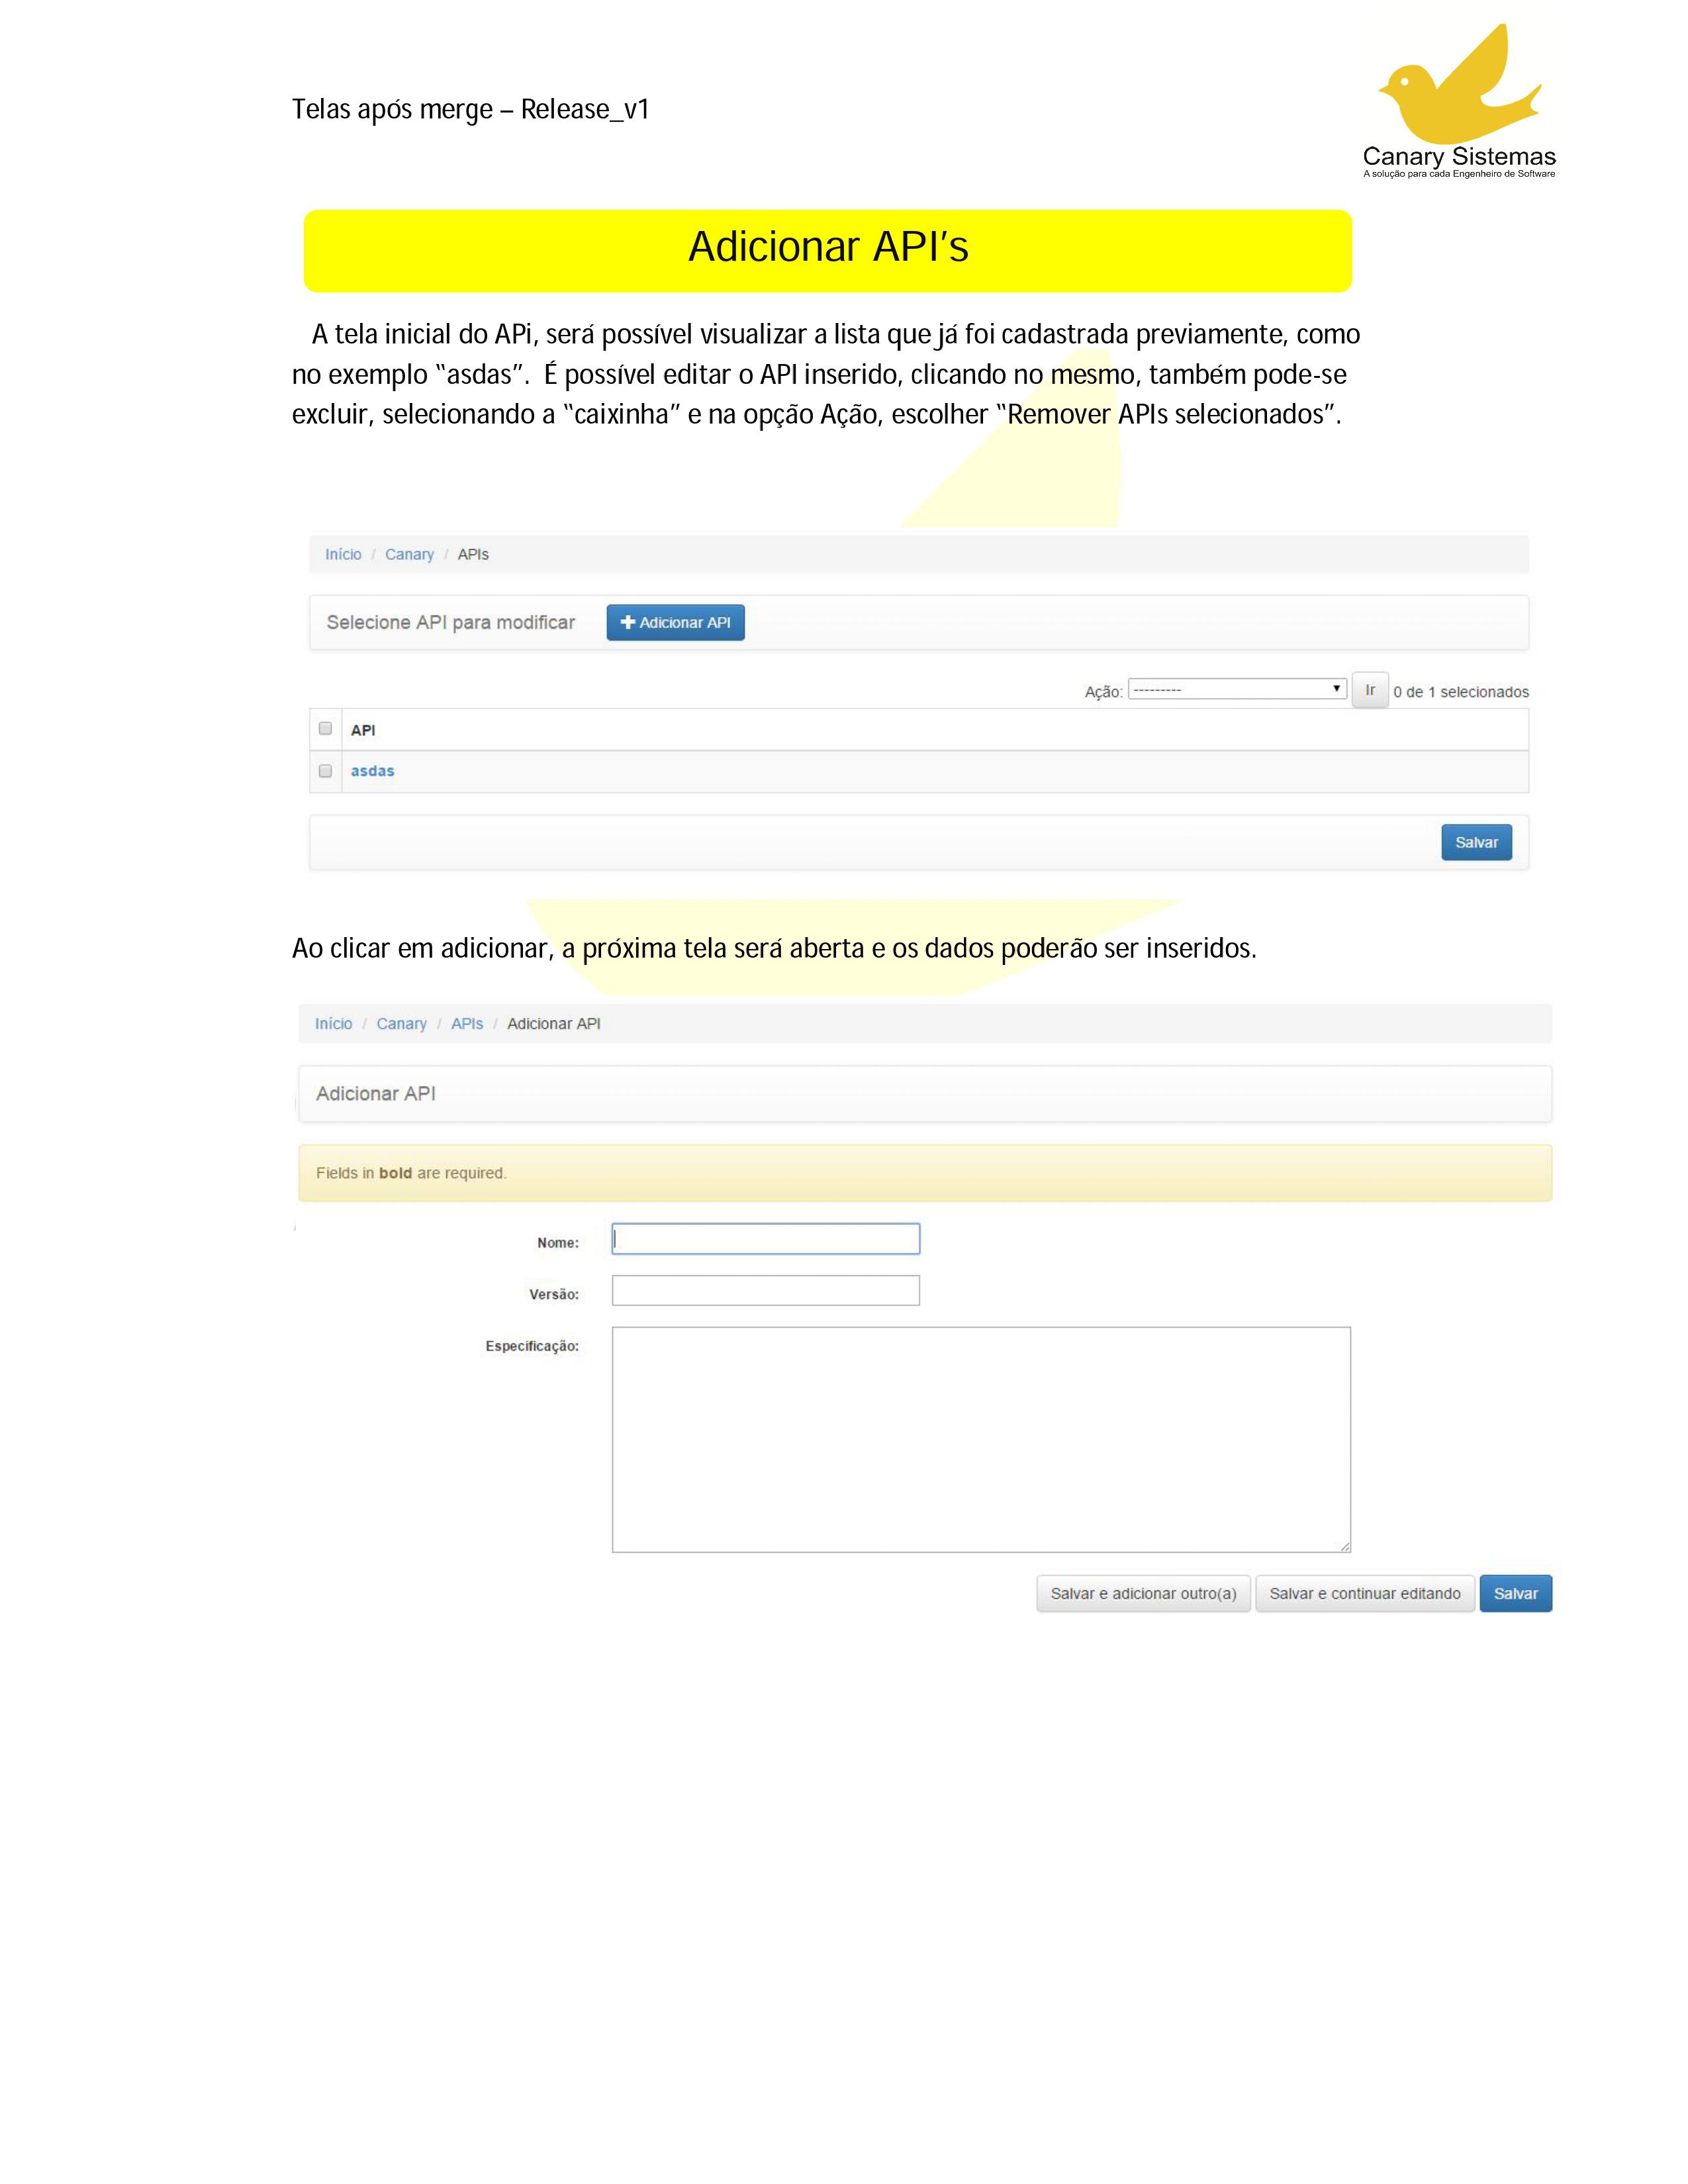 Telas após merge – Release_v1
Canary Sistemas
A solução para cada Engenheiro de Software
Adicionar API's
A tela inicial do APi, será possível visualizar a lista que já foi cadastrada previamente, como
no exemplo "asdas". É possível editar o API inserido, clicando no mesmo, também pode-se
excluir, selecionando a "caixinha" e na opção Ação, escolher "Remover APIs selecionados".
Início / Canary / APIs
Selecione API para modificar + Adicionar API
Ação: --------- Ir 0 de 1 selecionados
API
asdas
Salvar
Ao clicar em adicionar, a próxima tela será aberta e os dados poderão ser inseridos.
Início / Canary / APIs / Adicionar API
Adicionar API
Fields in bold are required.
Nome:
Versão:
Especificação:
Salvar e adicionar outro(a) Salvar e continuar editando Salvar